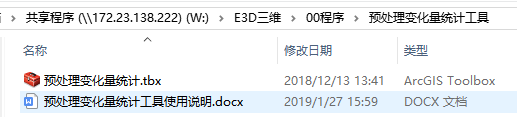 共享程序 (\\172.23.138.222) (W:) › E3D三维 › 00程序 › 预处理变化量统计工具
名称 修改日期 类型
预处理变化量统计.tbx 2018/12/13 13:41 ArcGIS Toolbox
预处理变化量统计工具使用说明.docx 2019/1/27 15:59 DOCX 文档